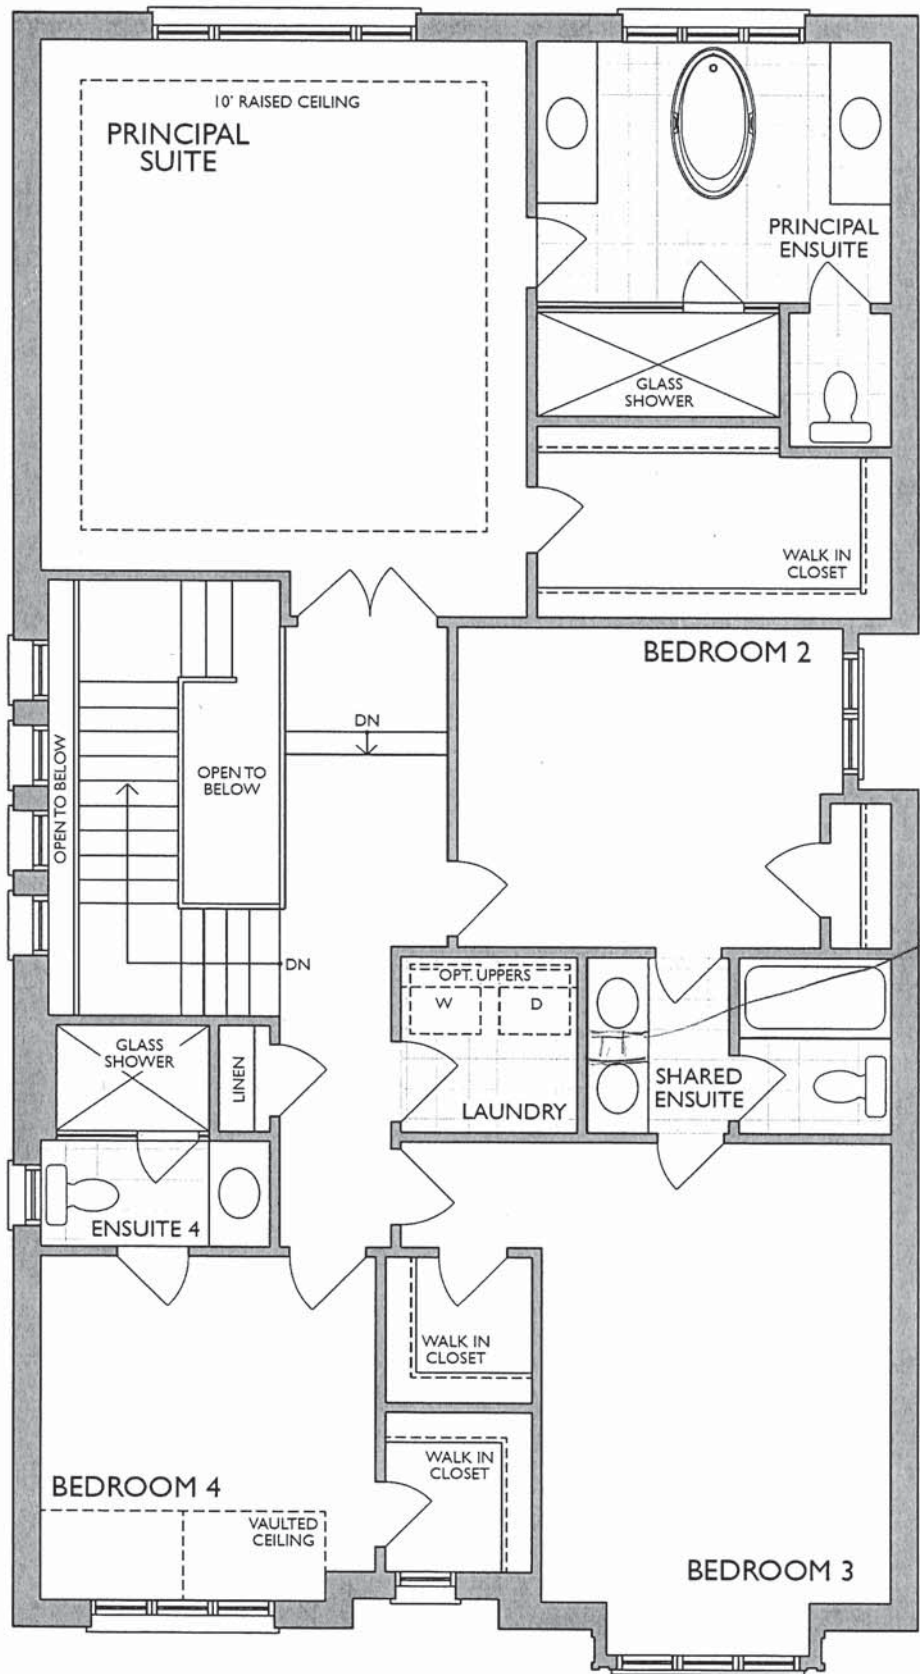 10' RAISED CEILING
PRINCIPAL
SUITE
PRINCIPAL
ENSUITE
GLASS
SHOWER
WALK IN
CLOSET
BEDROOM 2
DN
OPEN TO BELOW
OPEN TO
BELOW
DN
OPT. UPPERS
W
D
GLASS
SHOWER
LINEN
LAUNDRY
SHARED
ENSUITE
ENSUITE 4
WALK IN
CLOSET
WALK IN
CLOSET
BEDROOM 4
VAULTED
CEILING
BEDROOM 3